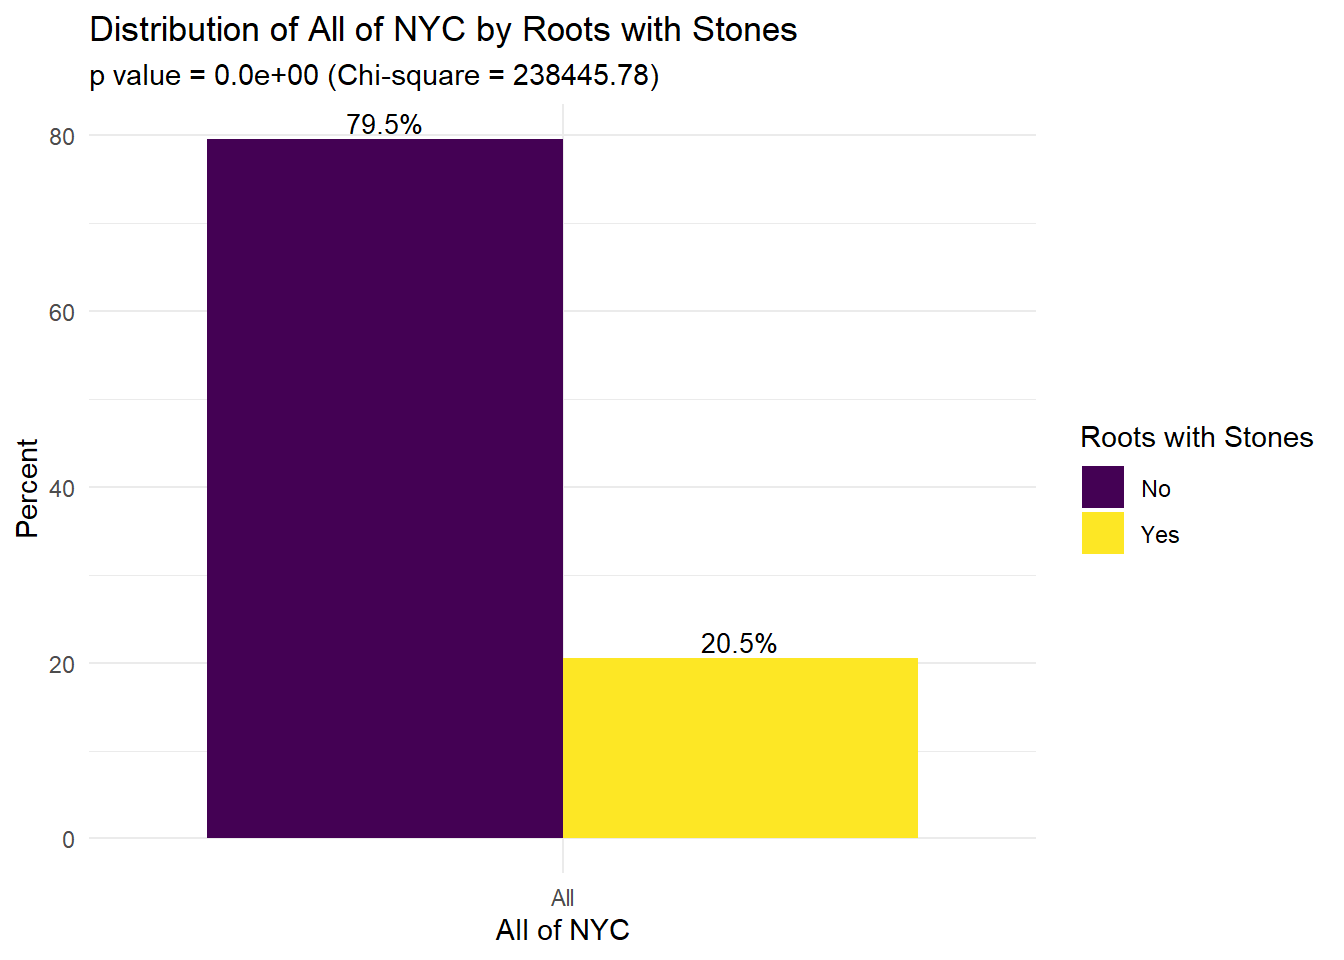 Distribution of All of NYC by Roots with Stones
p value = 0.0e+00 (Chi-square = 238445.78)
79.5%
80
60
40
20
0
20.5%
Percent
All
All of NYC
Roots with Stones
No
Yes